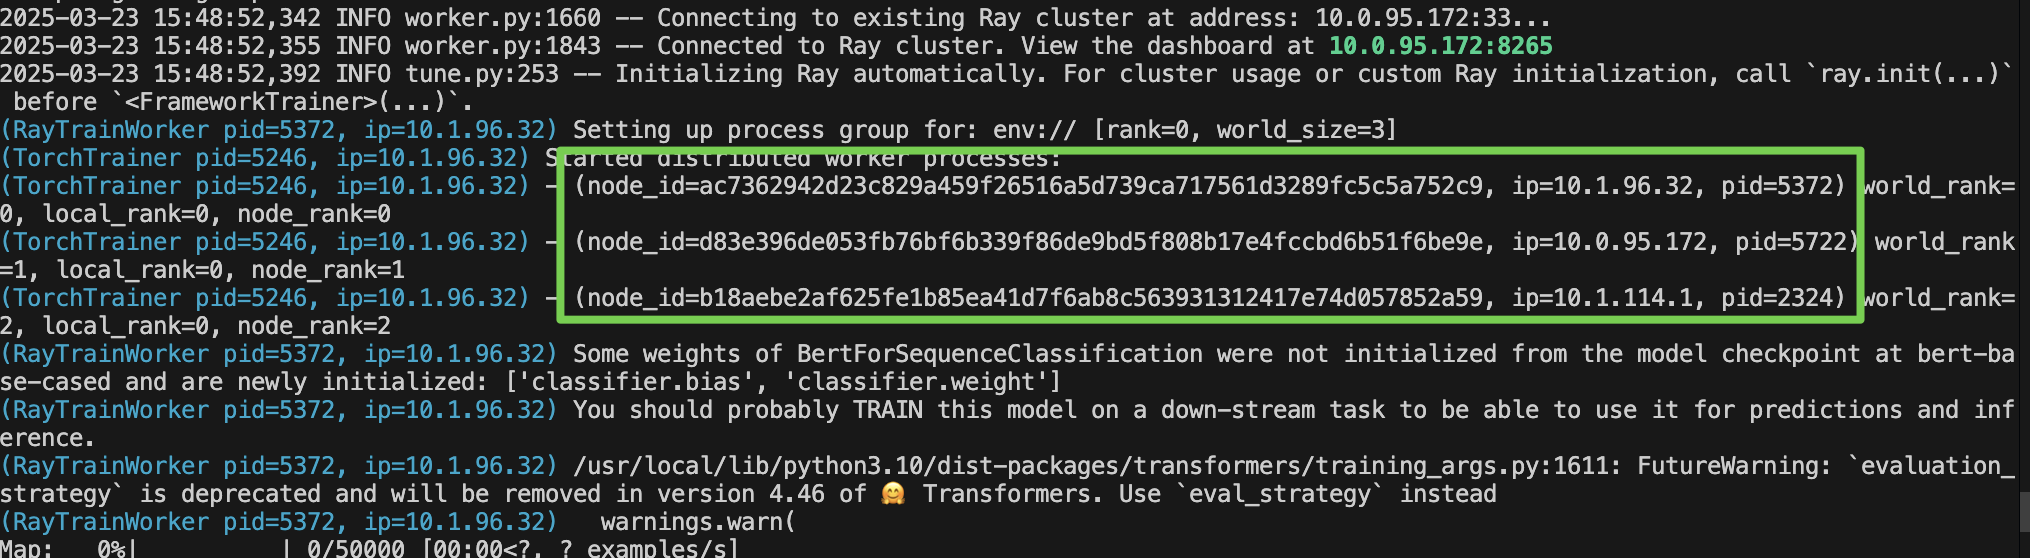 2025-03-23 15:48:52,342 INFO worker.py:1660 -- Connecting to existing Ray cluster at address: 10.0.95.172:33...
2025-03-23 15:48:52,355 INFO worker.py:1843 -- Connected to Ray cluster. View the dashboard at 10.0.95.172:8265
2025-03-23 15:48:52,392 INFO tune.py:253 -- Initializing Ray automatically. For cluster usage or custom Ray initialization, call `ray.init(...)`
before `<FrameworkTrainer>(...)`.
(RayTrainWorker pid=5372, ip=10.1.96.32) Setting up process group for: env:// [rank=0, world_size=3]
(TorchTrainer pid=5246, ip=10.1.96.32) Started distributed worker processes:
(TorchTrainer pid=5246, ip=10.1.96.32) - (node_id=ac7362942d23c829a459f26516a5d739ca717561d3289fc5c5a752c9, ip=10.1.96.32, pid=5372) world_rank=
0, local_rank=0, node_rank=0
(TorchTrainer pid=5246, ip=10.1.96.32) - (node_id=d83e396de053fb76bf6b339f86de9bd5f808b17e4fccbd6b51f6be9e, ip=10.0.95.172, pid=5722) world_rank
=1, local_rank=0, node_rank=1
(TorchTrainer pid=5246, ip=10.1.96.32) - (node_id=b18aebe2af625fe1b85ea41d7f6ab8c563931312417e74d057852a59, ip=10.1.114.1, pid=2324) world_rank=
2, local_rank=0, node_rank=2
(RayTrainWorker pid=5372, ip=10.1.96.32) Some weights of BertForSequenceClassification were not initialized from the model checkpoint at bert-ba
se-cased and are newly initialized: ['classifier.bias', 'classifier.weight']
(RayTrainWorker pid=5372, ip=10.1.96.32) You should probably TRAIN this model on a down-stream task to be able to use it for predictions and inf
erence.
(RayTrainWorker pid=5372, ip=10.1.96.32) /usr/local/lib/python3.10/dist-packages/transformers/training_args.py:1611: FutureWarning: `evaluation_
strategy` is deprecated and will be removed in version 4.46 of 🤗 Transformers. Use `eval_strategy` instead
(RayTrainWorker pid=5372, ip=10.1.96.32)   warnings.warn(
Map:   0%|          | 0/50000 [00:00<?, ? examples/s]